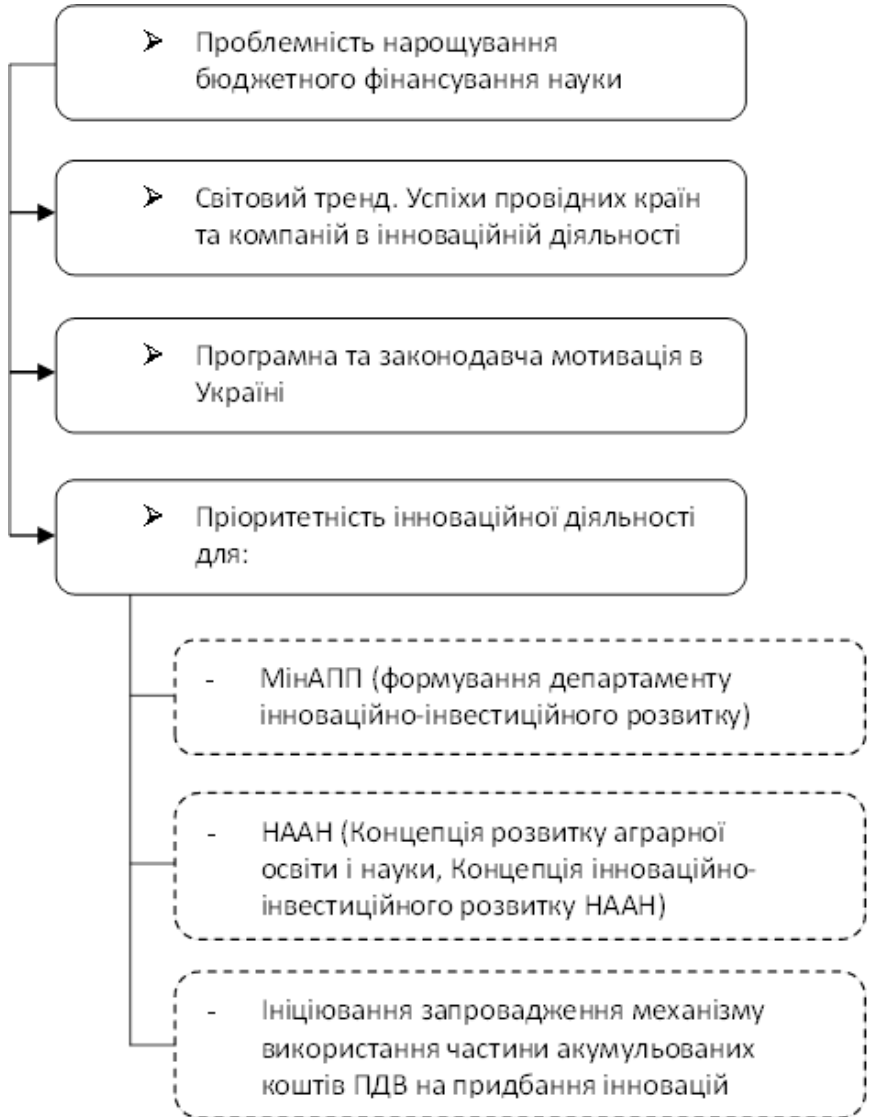 ➢ Проблемність нарощування
бюджетного фінансування науки
➢ Світовий тренд. Успіхи провідних країн
та компаній в інноваційній діяльності
➢ Програмна та законодавча мотивація в
Україні
➢ Пріоритетність інноваційної діяльності
для:
- МінАПП (формування департаменту
інноваційно-інвестиційного розвитку)
- НААН (Концепція розвитку аграрної
освіти і науки, Концепція інноваційно-
інвестиційного розвитку НААН)
- Ініціювання запровадження механізму
використання частини акумульованих
коштів ПДВ на придбання інновацій